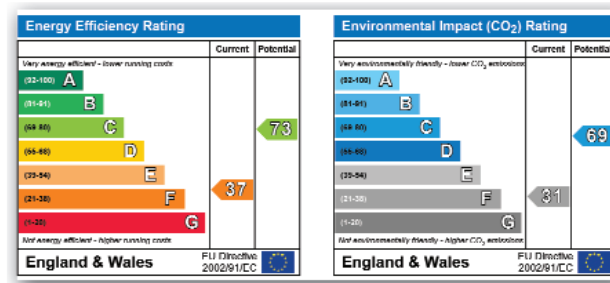 Energy Efficiency Rating
Current Potential
Very energy efficient - lower running costs
(92-100) A
(81-91) B
(69-80) C
73
(55-68) D
(39-54) E
(21-38) F
37
(1-20) G
Not energy efficient - higher running costs
England & Wales
EU Directive
2002/91/EC
Environmental Impact (CO₂) Rating
Current Potential
Very environmentally friendly - lower CO₂ emissions
(92-100) A
(81-91) B
(69-80) C
69
(55-68) D
(39-54) E
(21-38) F
31
(1-20) G
Not environmentally friendly - higher CO₂ emissions
England & Wales
EU Directive
2002/91/EC